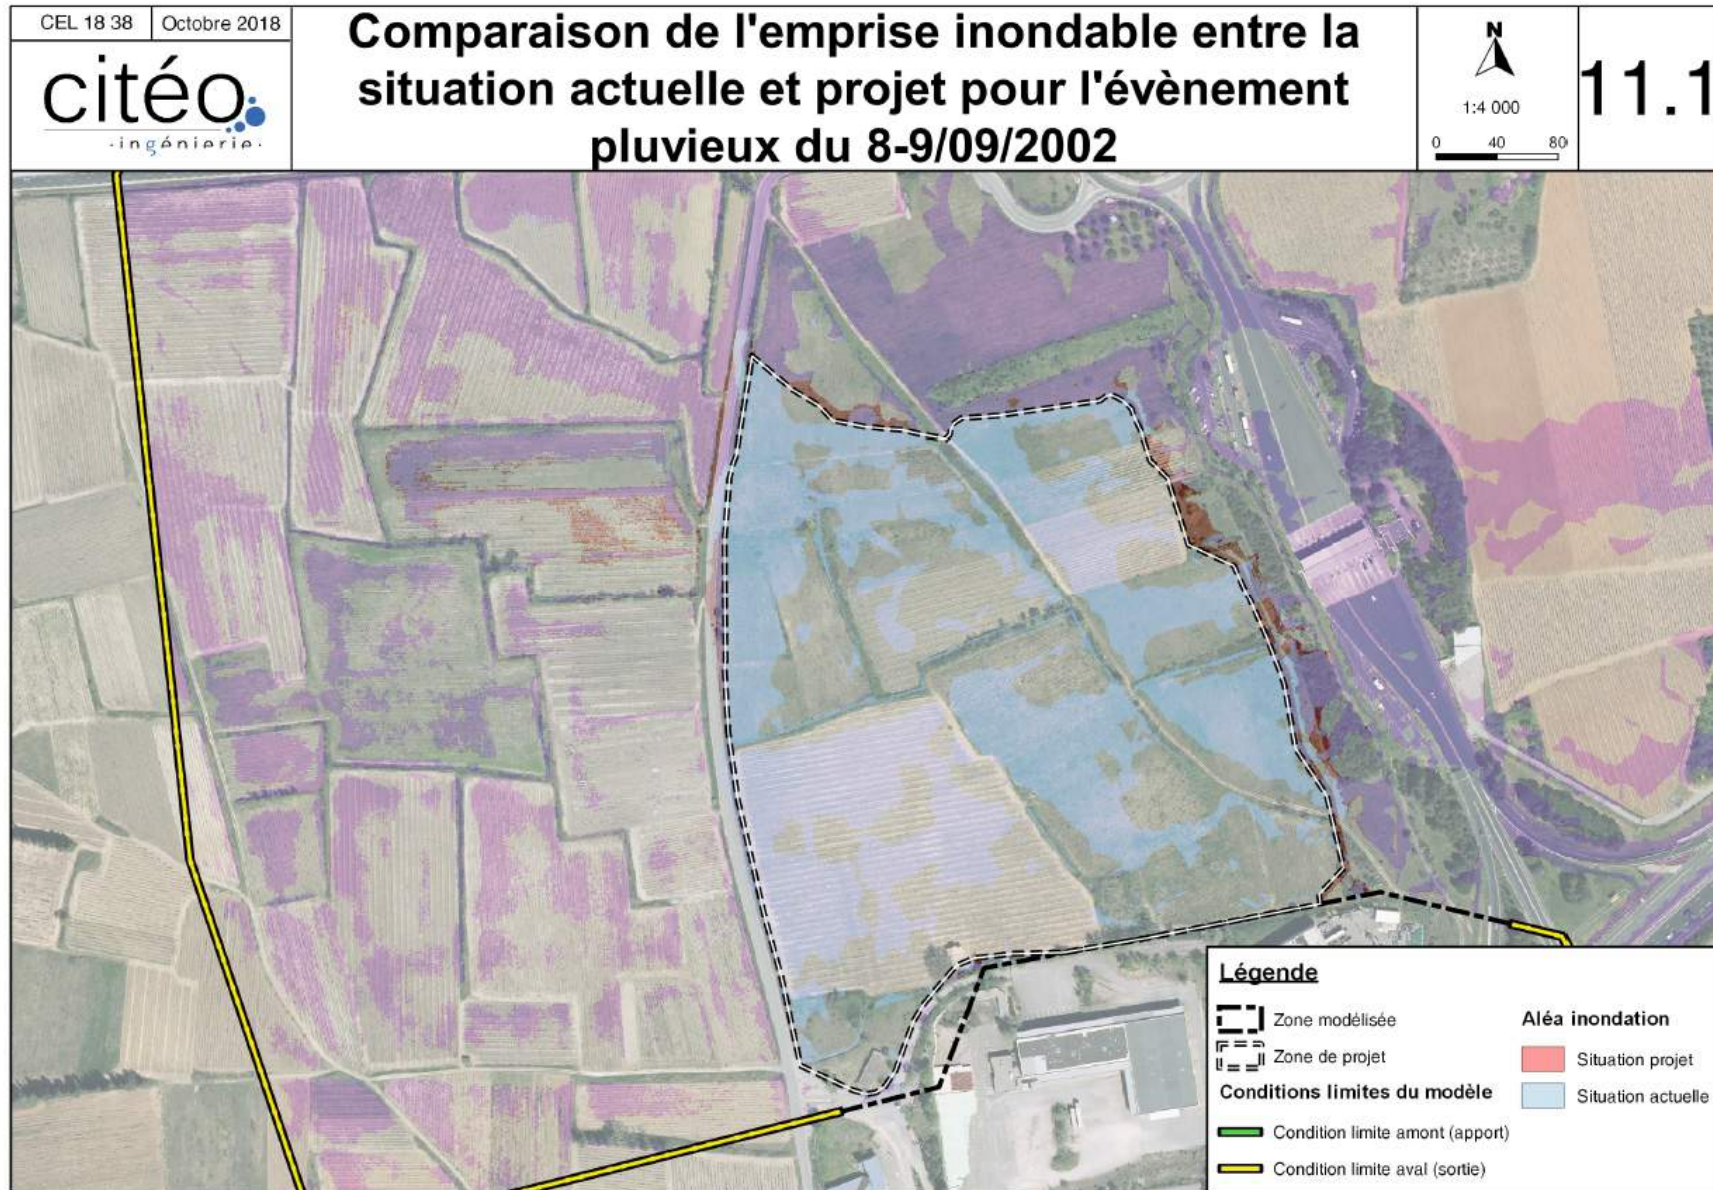 CEL 18 38
Octobre 2018
citéo
·ingénierie·
Comparaison de l'emprise inondable entre la
situation actuelle et projet pour l'évènement
pluvieux du 8-9/09/2002
N
1:4 000
0 40 80
11.1
Légende
Zone modélisée
Zone de projet
Conditions limites du modèle
Condition limite amont (apport)
Condition limite aval (sortie)
Aléa inondation
Situation projet
Situation actuelle